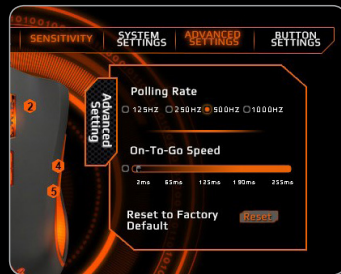 SENSITIVITY
SYSTEM SETTINGS
ADVANCED SETTINGS
BUTTON SETTINGS
2
4
5
Advanced Setting
Polling Rate
125HZ 250HZ 500HZ 1000HZ
On-To-Go Speed
2ms 65ms 125ms 190ms 255ms
Reset to Factory
Default
Reset